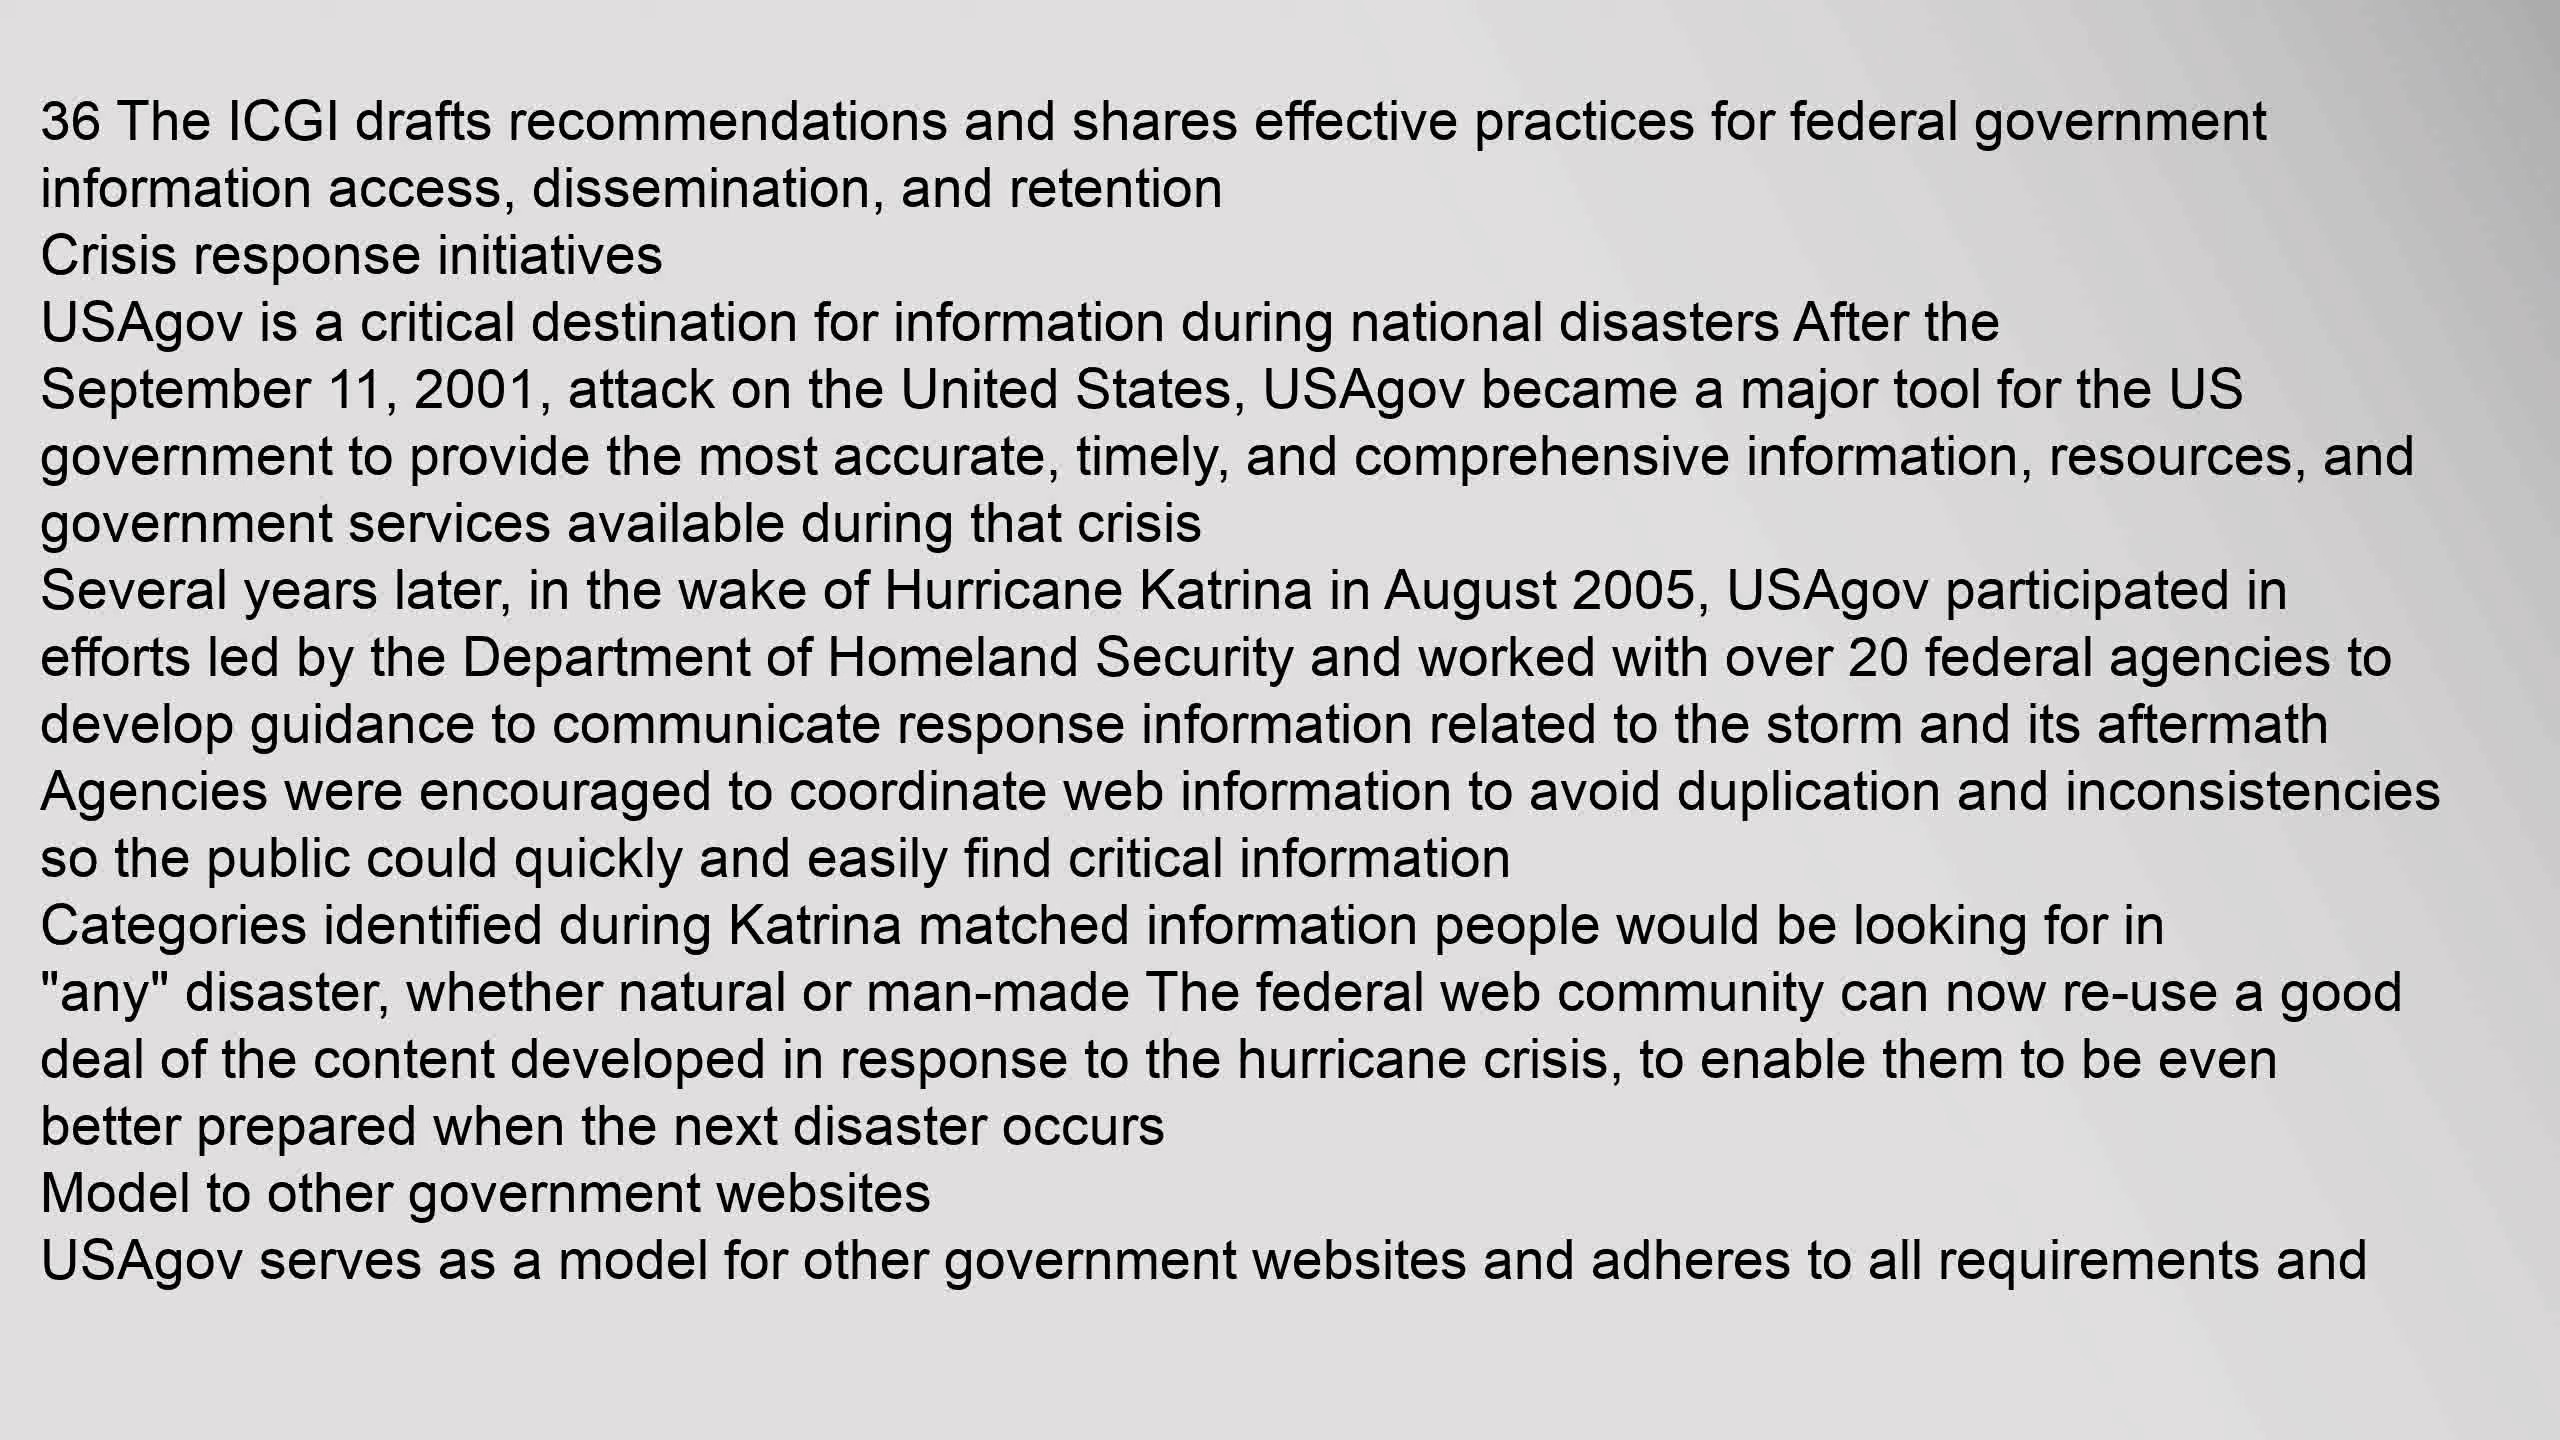 36 The ICGI drafts recommendations and shares effective practices for federal government
information access, dissemination, and retention
Crisis response initiatives
USAgov is a critical destination for information during national disasters After the
September 11, 2001, attack on the United States, USAgov became a major tool for the US
government to provide the most accurate, timely, and comprehensive information, resources, and
government services available during that crisis
Several years later, in the wake of Hurricane Katrina in August 2005, USAgov participated in
efforts led by the Department of Homeland Security and worked with over 20 federal agencies to
develop guidance to communicate response information related to the storm and its aftermath
Agencies were encouraged to coordinate web information to avoid duplication and inconsistencies
so the public could quickly and easily find critical information
Categories identified during Katrina matched information people would be looking for in
"any" disaster, whether natural or man-made The federal web community can now re-use a good
deal of the content developed in response to the hurricane crisis, to enable them to be even
better prepared when the next disaster occurs
Model to other government websites
USAgov serves as a model for other government websites and adheres to all requirements and